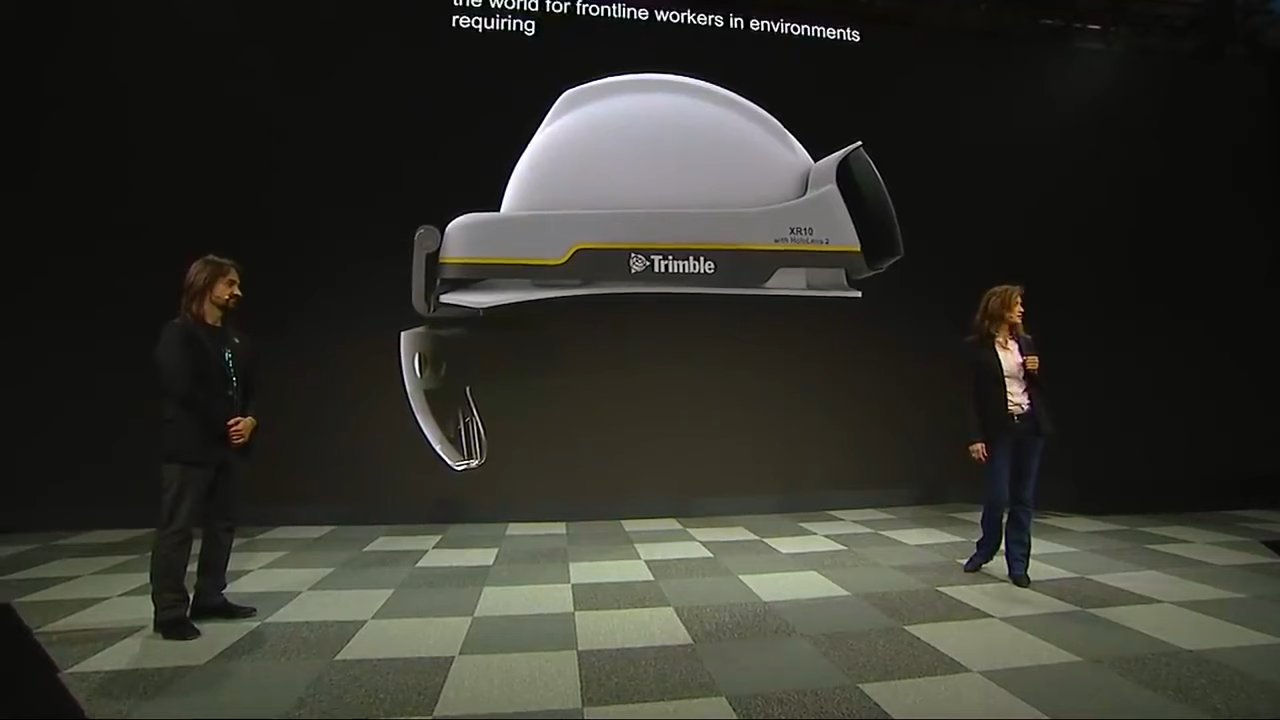 the world for frontline workers in environments
requiring
XR10
with HoloLens 2
Trimble